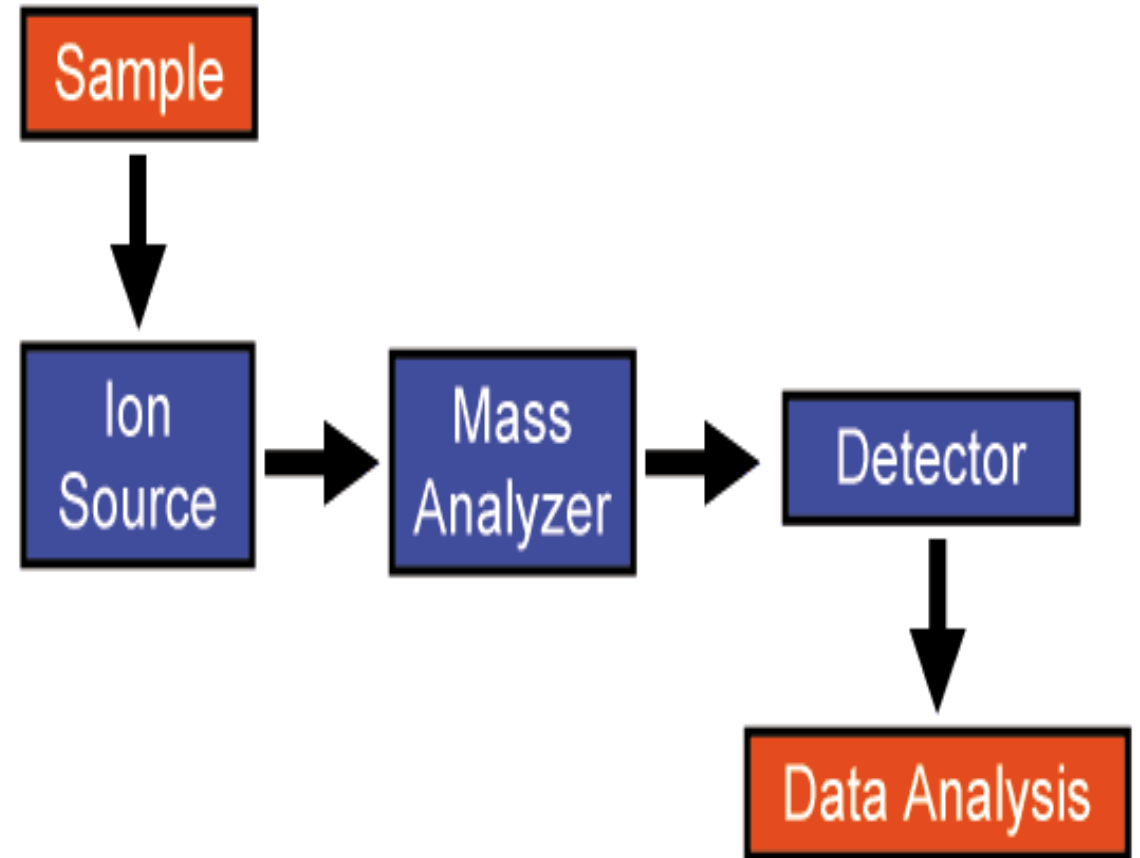 Sample
Ion
Source
Mass
Analyzer
Detector
Data Analysis